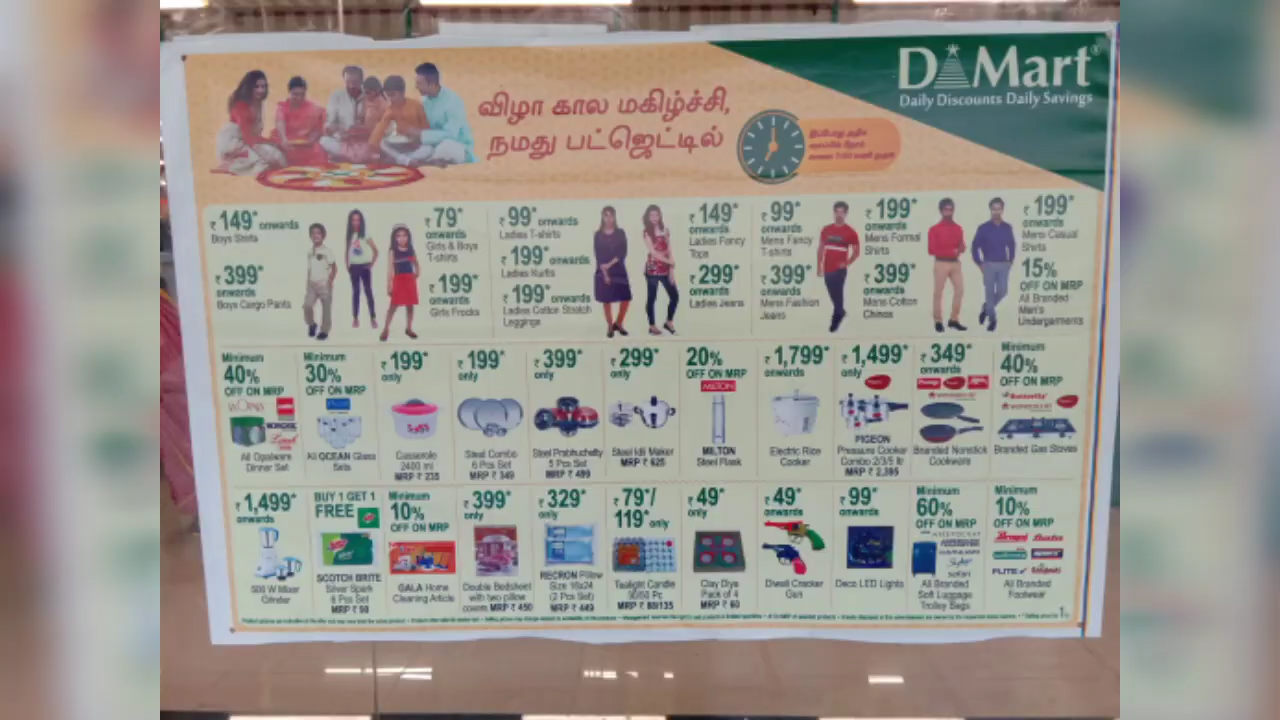 D Mart
Daily Discounts Daily Savings
விழா கால மகிழ்ச்சி,
நமது பட்ஜெட்டில்
₹ 149* onwards
Boys Shirts
₹ 399*
onwards
Boys Cargo Pants
₹ 79*
onwards
Girls & Boys
T-shirts
₹ 199*
onwards
Girls Frocks
₹ 99* onwards
Ladies T-shirts
₹ 199* onwards
Ladies Kurtis
₹ 199* onwards
Ladies Cotton Stretch
Leggings
₹ 149*
onwards
Ladies Fancy
Tops
₹ 299*
onwards
Ladies Jeans
₹ 99*
onwards
Mens Fancy
T-shirts
₹ 399*
onwards
Mens Fashion
Jeans
₹ 199*
onwards
Mens Formal
Shirts
₹ 399*
onwards
Mens Cotton
Chinos
₹ 199*
onwards
Mens Casual
Shirts
15%
OFF ON MRP
All Branded
Men's
Undergarments
Minimum
40%
OFF ON MRP
All Opalware
Dinner Set
Minimum
30%
OFF ON MRP
All OCEAN Glass
Sets
₹ 199*
only
Casserole
2400 ml
MRP ₹ 235
₹ 199*
only
Steel Combo
6 Pcs Set
MRP ₹ 349
₹ 399*
only
Steel Prabhuchetty
5 Pcs Set
MRP ₹ 499
₹ 299*
only
Steel Idli Maker
MRP ₹ 625
20%
OFF ON MRP
MILTON
MILTON
Steel Flask
₹ 1,799*
onwards
Electric Rice
Cooker
₹ 1,499*
only
PIGEON
Pressure Cooker
Combo 2/3/5 ltr
MRP ₹ 2,395
₹ 349*
onwards
Branded Nonstick
Cookware
Minimum
40%
OFF ON MRP
Butterfly
Branded Gas Stoves
₹ 1,499*
onwards
500 W Mixer
Grinder
BUY 1 GET 1
FREE
SCOTCH BRITE
Silver Spark
6 Pcs Set
MRP ₹ 90
Minimum
10%
OFF ON MRP
GALA Home
Cleaning Article
₹ 399*
only
Double Bedsheet
with two pillow
covers MRP ₹ 450
₹ 329*
only
RECRON Pillow
Size 16x24
(2 Pcs Set)
MRP ₹ 449
₹ 79*/
119* only
Tealight Candle
30/50 Pc
MRP ₹ 80/135
₹ 49*
only
Clay Diya
Pack of 4
MRP ₹ 60
₹ 49*
onwards
Diwali Cracker
Gun
₹ 99*
onwards
Deco LED Lights
Minimum
60%
OFF ON MRP
All Branded
Soft Luggage
Trolley Bags
Minimum
10%
OFF ON MRP
All Branded
Footwear